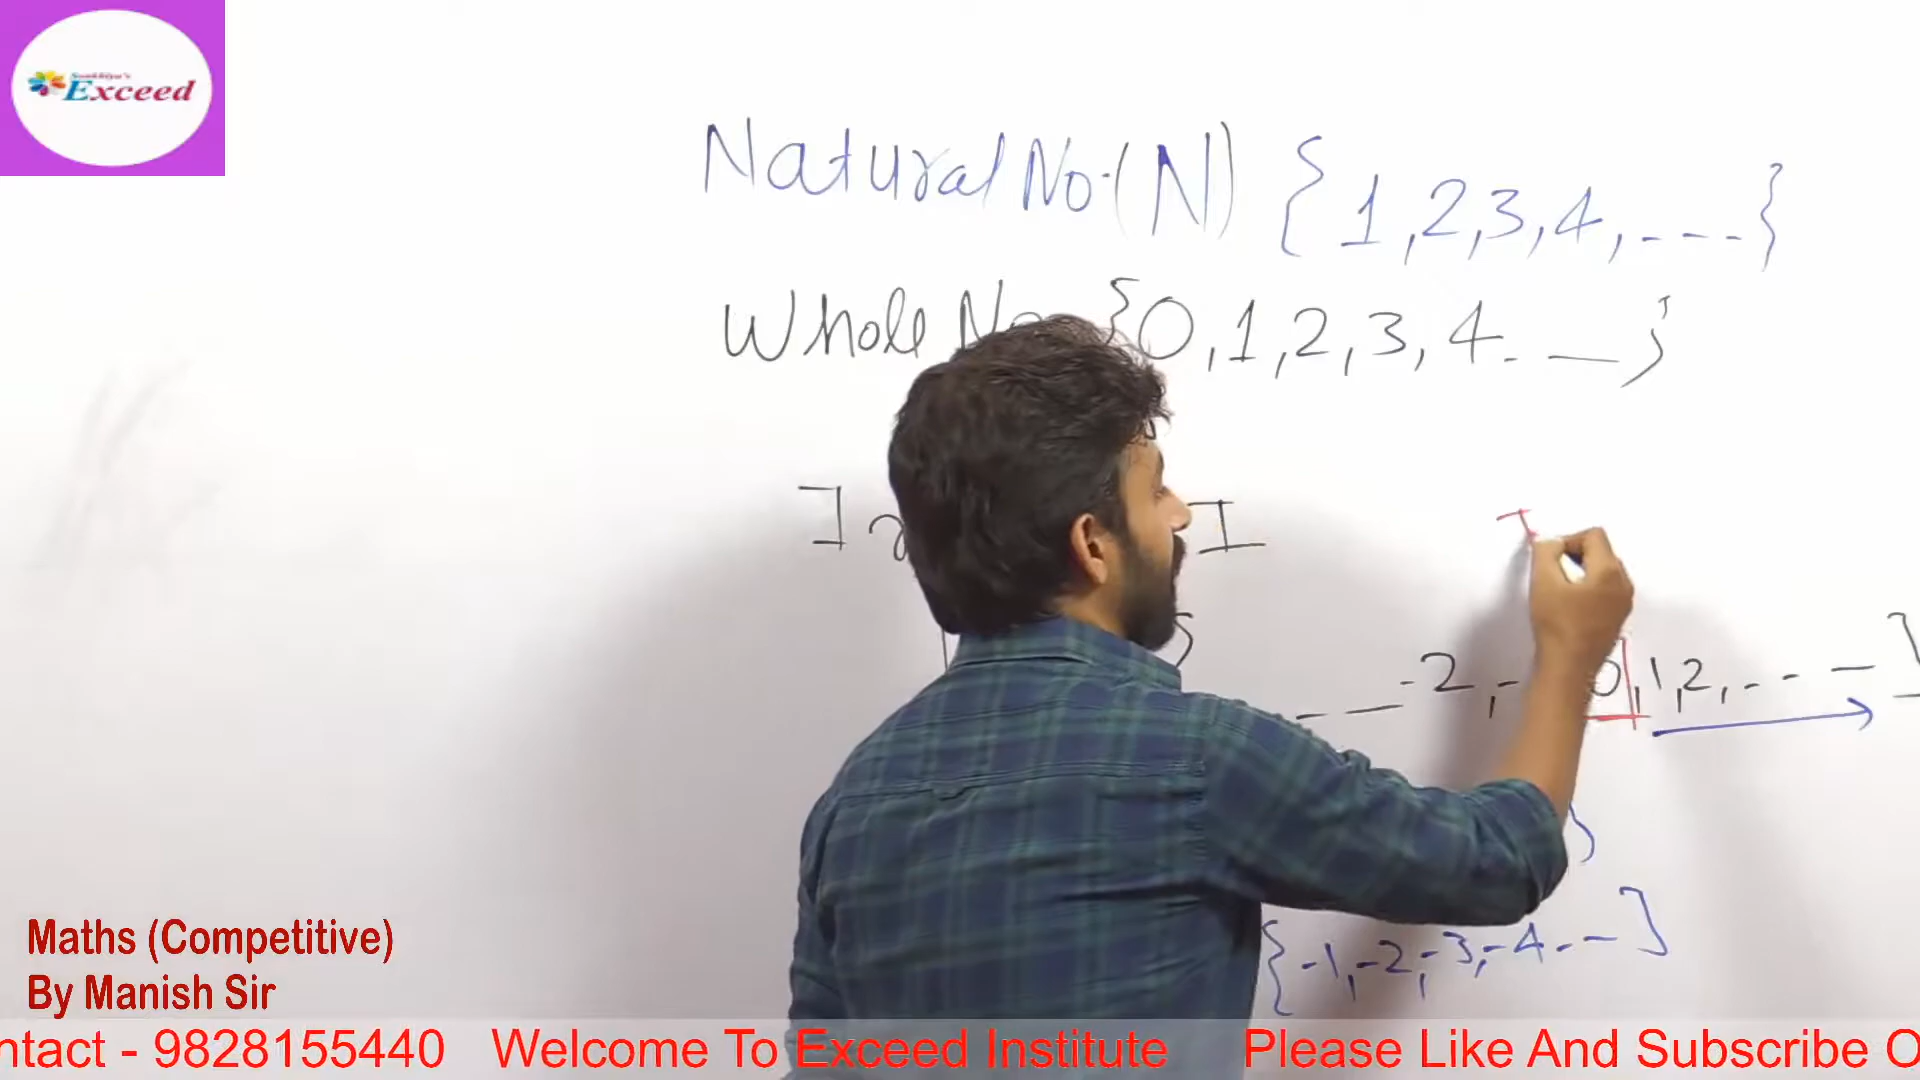 Exceed
Natural No.(N) {1,2,3,4,---}
Whole No {0,1,2,3,4.—}
I
I
-2,- 0,1,2,...-}
{-1,-2,-3,-4.--}
Maths (Competitive)
By Manish Sir
ntact - 9828155440 Welcome To Exceed Institute Please Like And Subscribe O